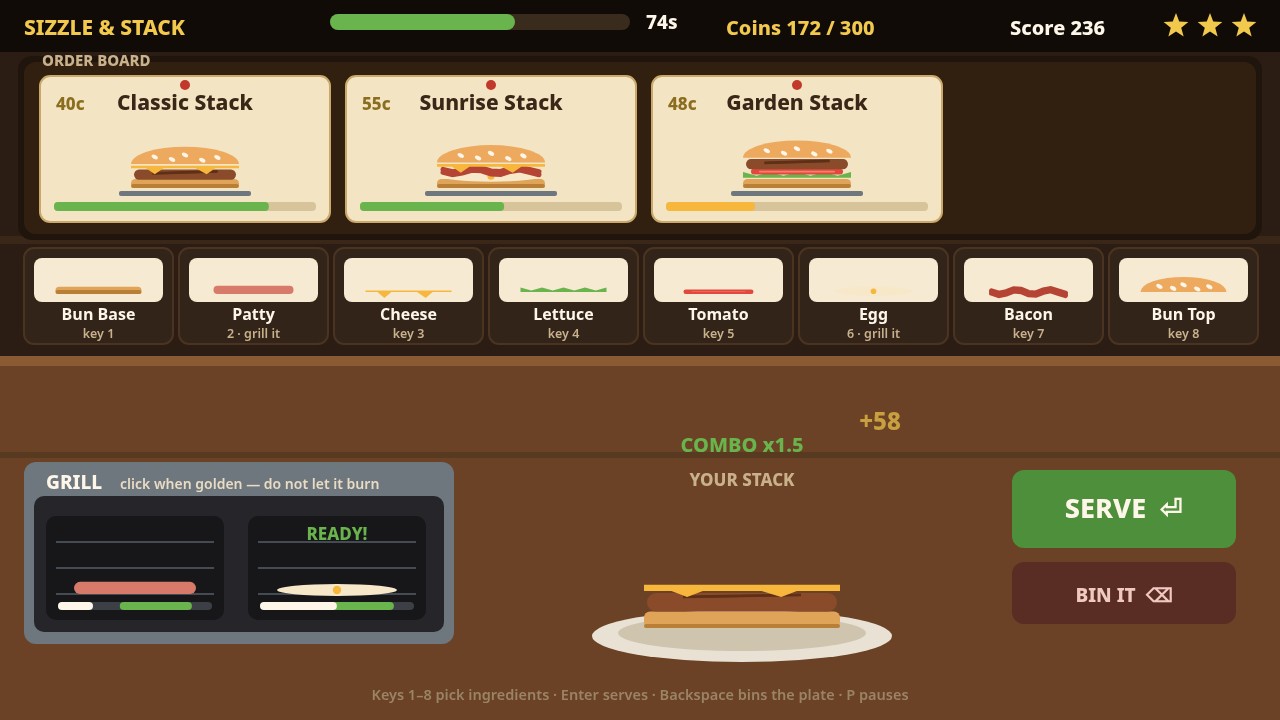 SIZZLE & STACK
74s
Coins 172 / 300
Score 236
ORDER BOARD
40c
Classic Stack
55c
Sunrise Stack
48c
Garden Stack
Bun Base
key 1
Patty
2 · grill it
Cheese
key 3
Lettuce
key 4
Tomato
key 5
Egg
6 · grill it
Bacon
key 7
Bun Top
key 8
+58
COMBO x1.5
YOUR STACK
GRILL
click when golden — do not let it burn
READY!
SERVE ⏎
BIN IT ⌫
Keys 1–8 pick ingredients · Enter serves · Backspace bins the plate · P pauses